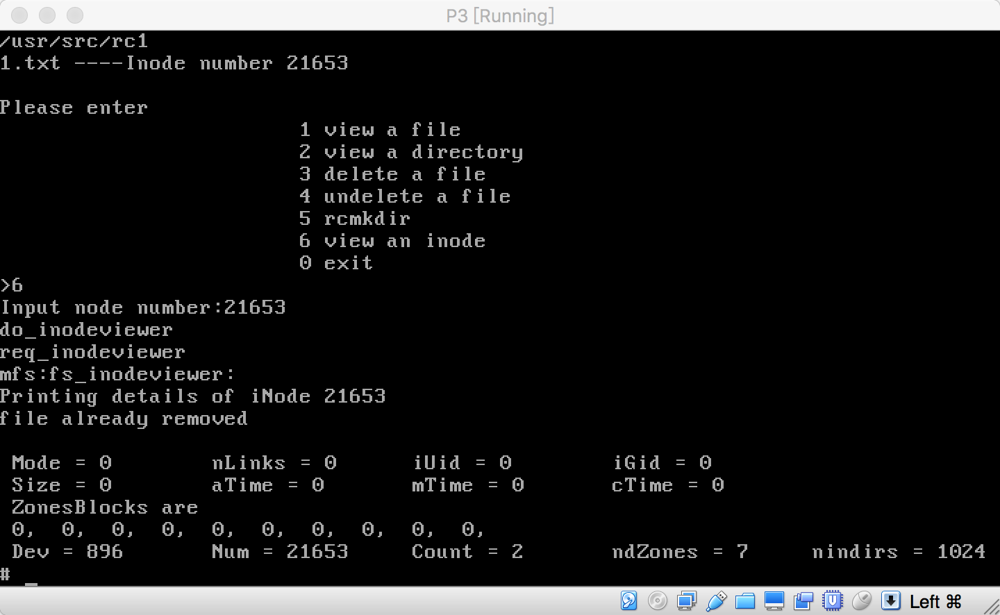 P3 [Running]
/usr/src/rc1
1.txt ----Inode number 21653
Please enter
1 view a file
2 view a directory
3 delete a file
4 undelete a file
5 rcmkdir
6 view an inode
0 exit
>6
Input node number:21653
do_inodeviewer
req_inodeviewer
mfs:fs_inodeviewer:
Printing details of iNode 21653
file already removed
Mode = 0 nLinks = 0 iUid = 0 iGid = 0
Size = 0 aTime = 0 mTime = 0 cTime = 0
ZonesBlocks are
0, 0, 0, 0, 0, 0, 0, 0, 0, 0,
Dev = 896 Num = 21653 Count = 2 ndZones = 7 nindirs = 1024
# _
Left ⌘